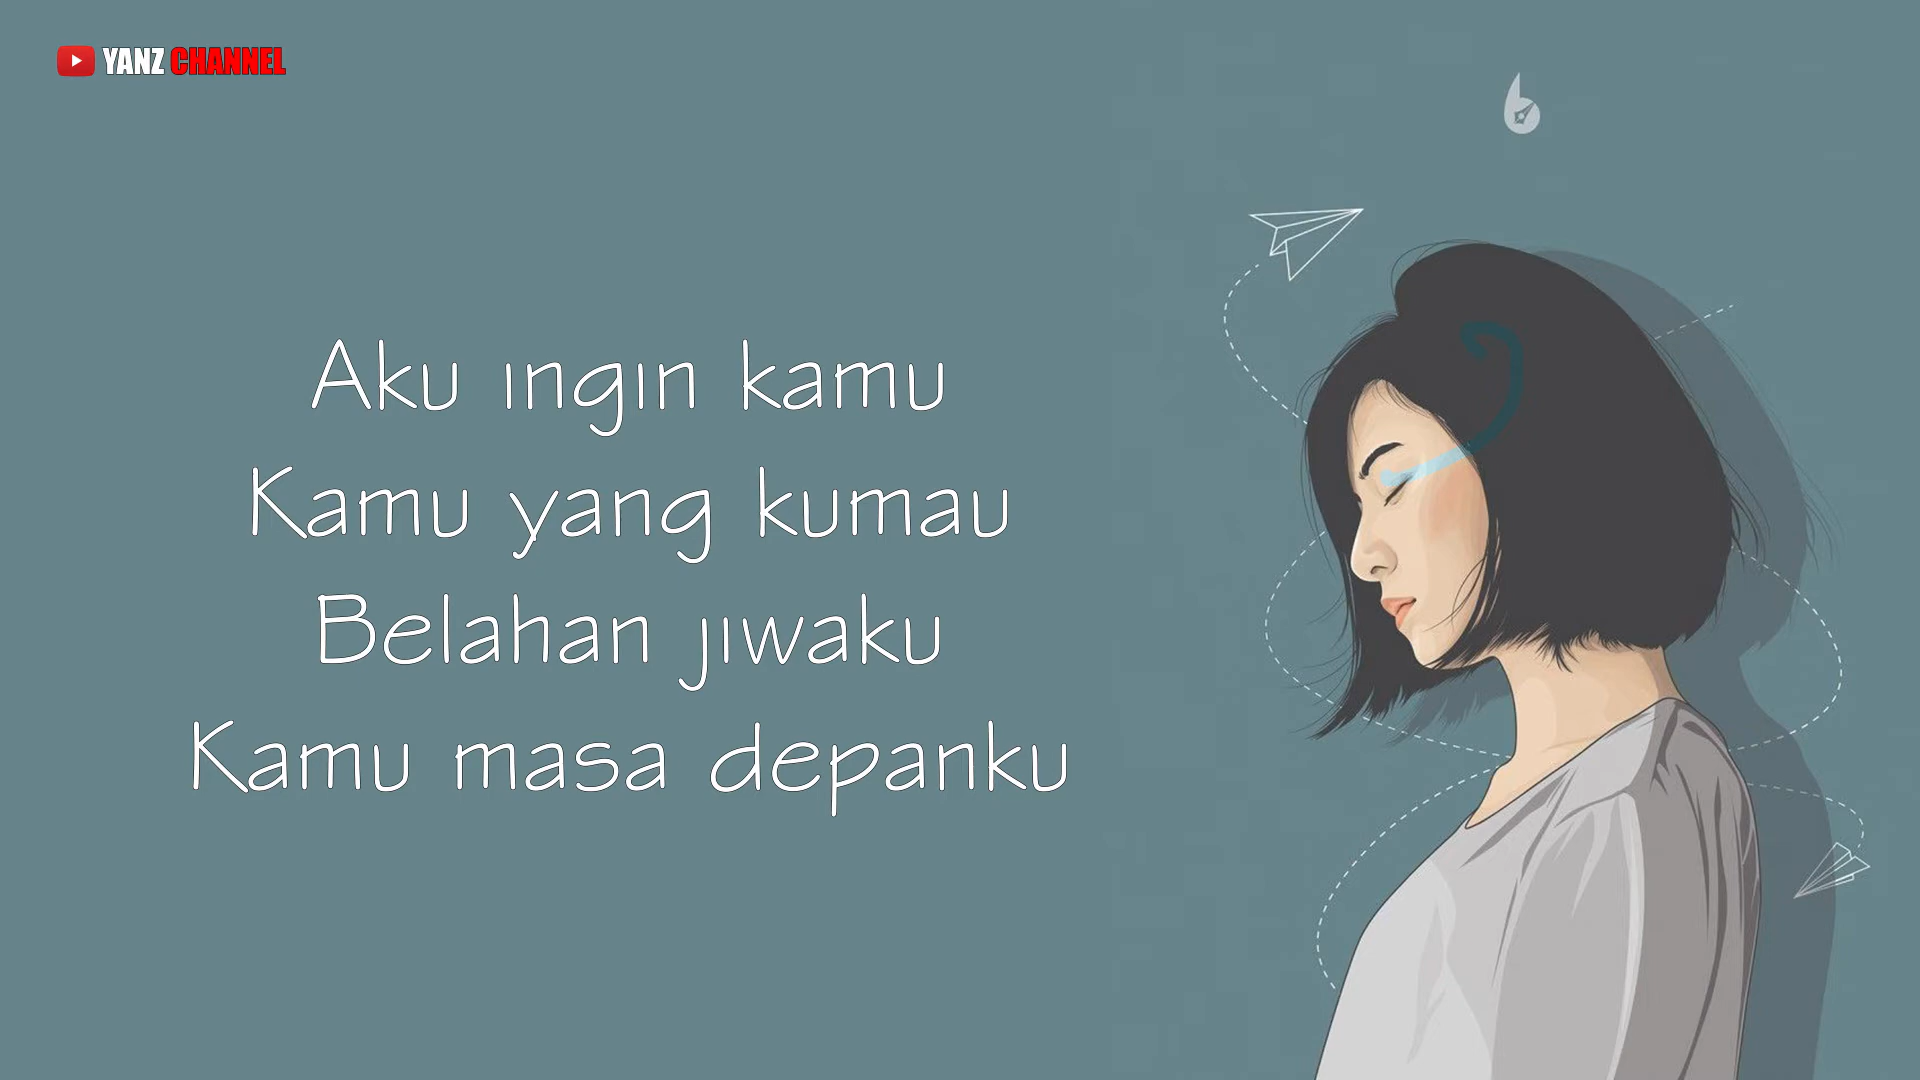 YANZ CHANNEL
Aku ingin kamu
Kamu yang kumau
Belahan jiwaku
Kamu masa depanku